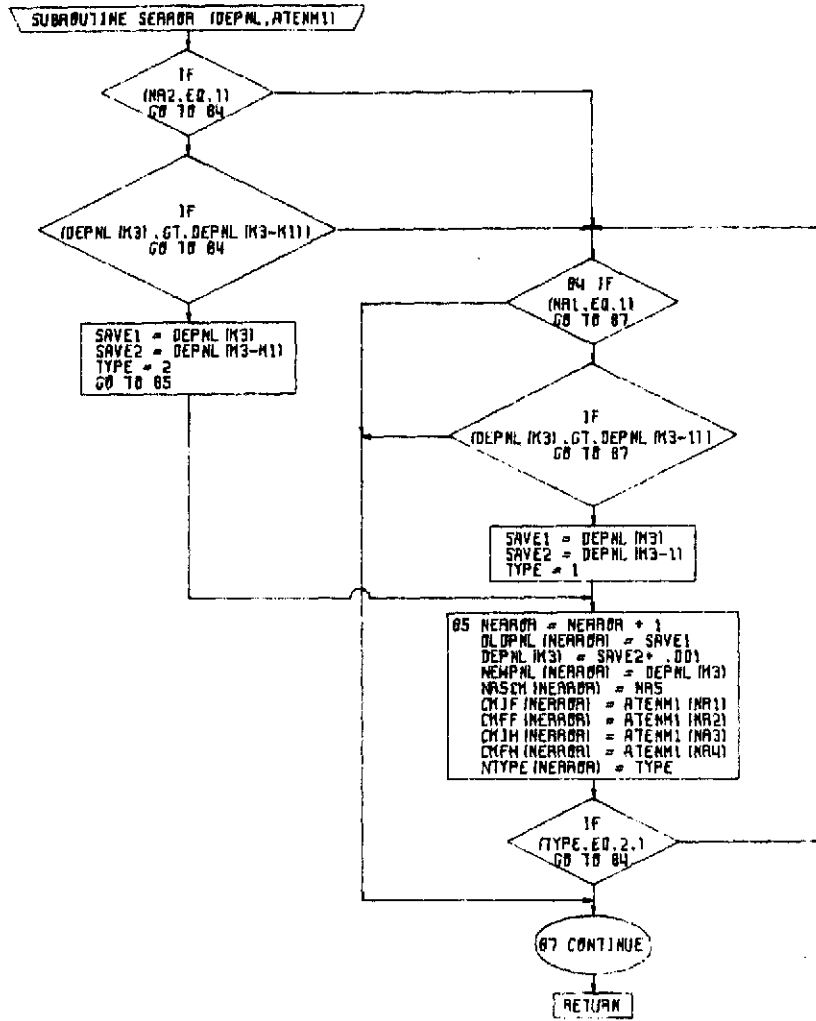 SUBROUTINE SERROR (DEPNL,ATENM1)
IF
(NA2.EQ.1)
GO TO 84
IF
(DEPNL(M3).GT.DEPNL(M3-M1))
GO TO 84
SAVE1 = DEPNL(M3)
SAVE2 = DEPNL(M3-M1)
TYPE = 2
GO TO 85
84 IF
(NA1.EQ.1)
GO TO 87
IF
(DEPNL(M3).GT.DEPNL(M3-1))
GO TO 87
SAVE1 = DEPNL(M3)
SAVE2 = DEPNL(M3-1)
TYPE = 1
85 NERROR = NERROR + 1
OLDPNL(NERROR) = SAVE1
DEPNL(M3) = SAVE2+ .001
NEWPNL(NERROR) = DEPNL(M3)
NASCM(NERROR) = NAS
CMJF(NERROR) = ATENM1(NA1)
CMFF(NERROR) = ATENM1(NA2)
CMJH(NERROR) = ATENM1(NA3)
CMFH(NERROR) = ATENM1(NA4)
NTYPE(NERROR) = TYPE
IF
(TYPE.EQ.2.)
GO TO 84
87 CONTINUE
RETURN